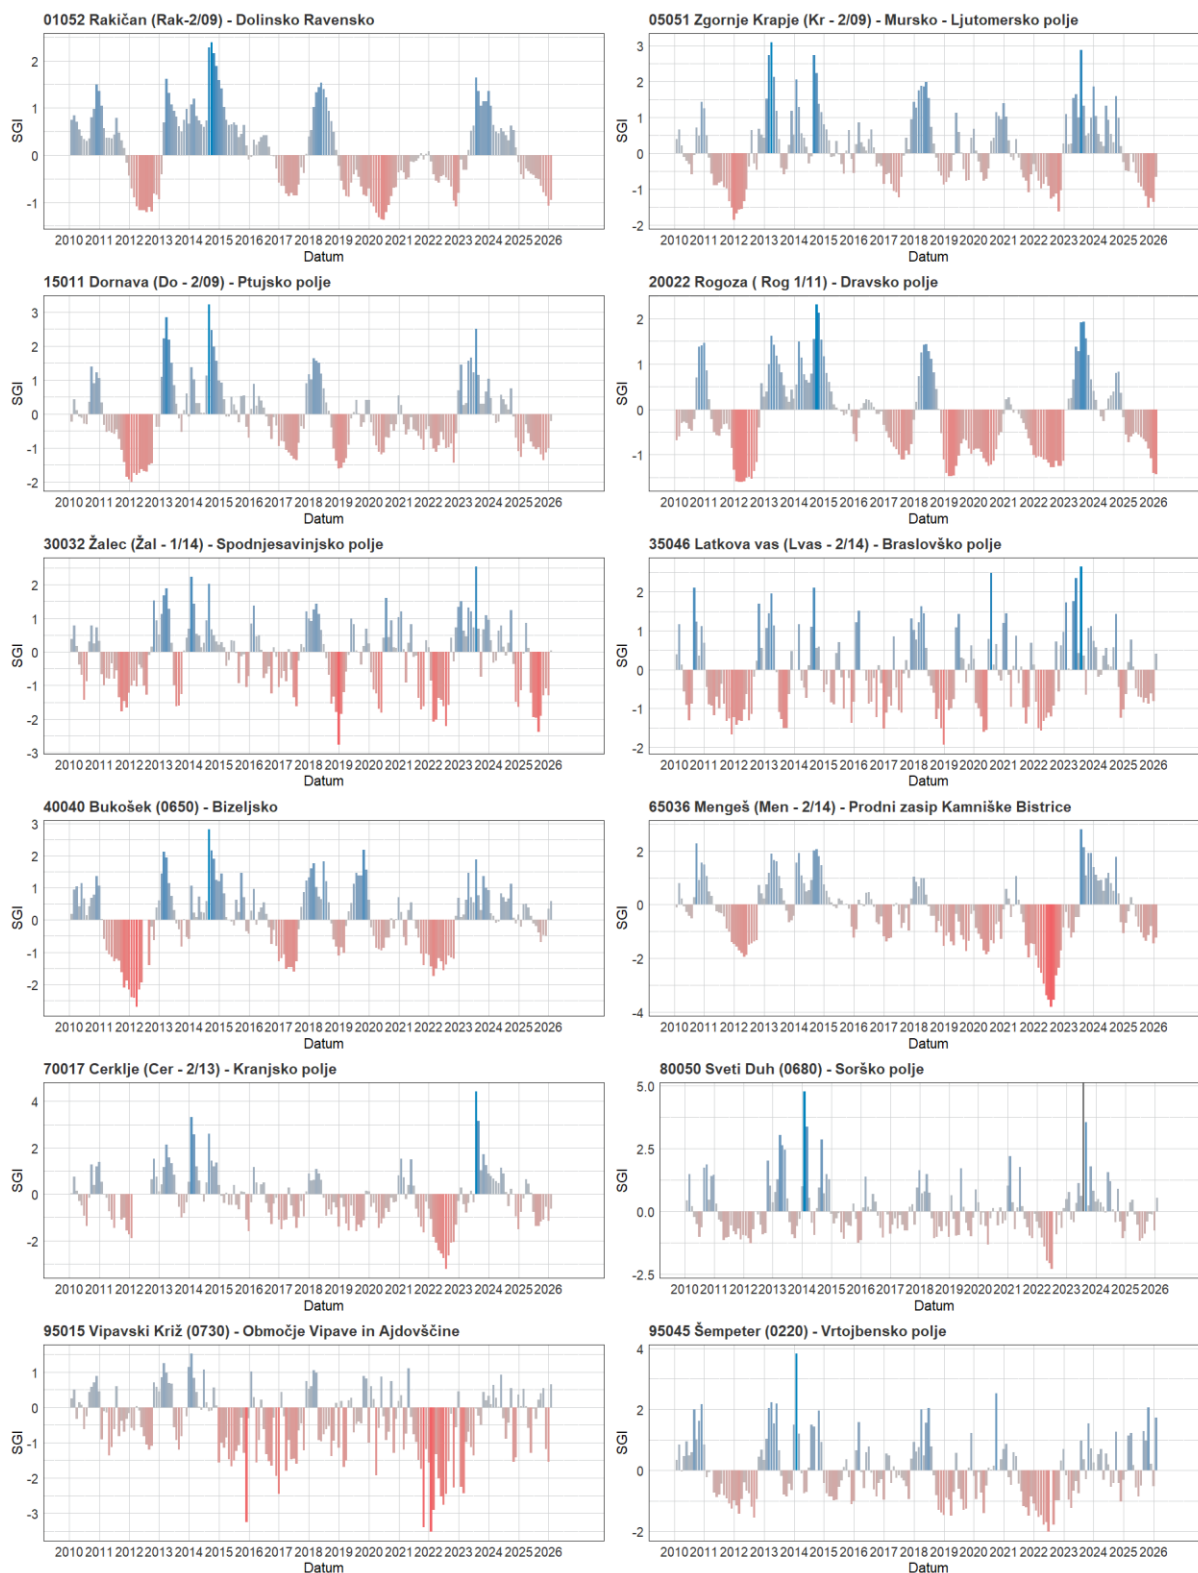 01052 Rakičan (Rak-2/09) - Dolinsko Ravensko
SGI
2
1
0
-1
2010 2011 2012 2013 2014 2015 2016 2017 2018 2019 2020 2021 2022 2023 2024 2025 2026
Datum
05051 Zgornje Krapje (Kr - 2/09) - Mursko - Ljutomersko polje
SGI
3
2
1
0
-1
-2
2010 2011 2012 2013 2014 2015 2016 2017 2018 2019 2020 2021 2022 2023 2024 2025 2026
Datum
15011 Dornava (Do - 2/09) - Ptujsko polje
SGI
3
2
1
0
-1
-2
2010 2011 2012 2013 2014 2015 2016 2017 2018 2019 2020 2021 2022 2023 2024 2025 2026
Datum
20022 Rogoza ( Rog 1/11) - Dravsko polje
SGI
2
1
0
-1
2010 2011 2012 2013 2014 2015 2016 2017 2018 2019 2020 2021 2022 2023 2024 2025 2026
Datum
30032 Žalec (Žal - 1/14) - Spodnjesavinjsko polje
SGI
2
1
0
-1
-2
-3
2010 2011 2012 2013 2014 2015 2016 2017 2018 2019 2020 2021 2022 2023 2024 2025 2026
Datum
35046 Latkova vas (Lvas - 2/14) - Braslovško polje
SGI
2
1
0
-1
-2
2010 2011 2012 2013 2014 2015 2016 2017 2018 2019 2020 2021 2022 2023 2024 2025 2026
Datum
40040 Bukošek (0650) - Bizeljsko
SGI
3
2
1
0
-1
-2
2010 2011 2012 2013 2014 2015 2016 2017 2018 2019 2020 2021 2022 2023 2024 2025 2026
Datum
65036 Mengeš (Men - 2/14) - Prodni zasip Kamniške Bistrice
SGI
2
0
-2
-4
2010 2011 2012 2013 2014 2015 2016 2017 2018 2019 2020 2021 2022 2023 2024 2025 2026
Datum
70017 Cerklje (Cer - 2/13) - Kranjsko polje
SGI
4
2
0
-2
2010 2011 2012 2013 2014 2015 2016 2017 2018 2019 2020 2021 2022 2023 2024 2025 2026
Datum
80050 Sveti Duh (0680) - Sorško polje
SGI
5.0
2.5
0.0
-2.5
2010 2011 2012 2013 2014 2015 2016 2017 2018 2019 2020 2021 2022 2023 2024 2025 2026
Datum
95015 Vipavski Križ (0730) - Območje Vipave in Ajdovščine
SGI
1
0
-1
-2
-3
2010 2011 2012 2013 2014 2015 2016 2017 2018 2019 2020 2021 2022 2023 2024 2025 2026
Datum
95045 Šempeter (0220) - Vrtojbensko polje
SGI
4
2
0
-2
2010 2011 2012 2013 2014 2015 2016 2017 2018 2019 2020 2021 2022 2023 2024 2025 2026
Datum